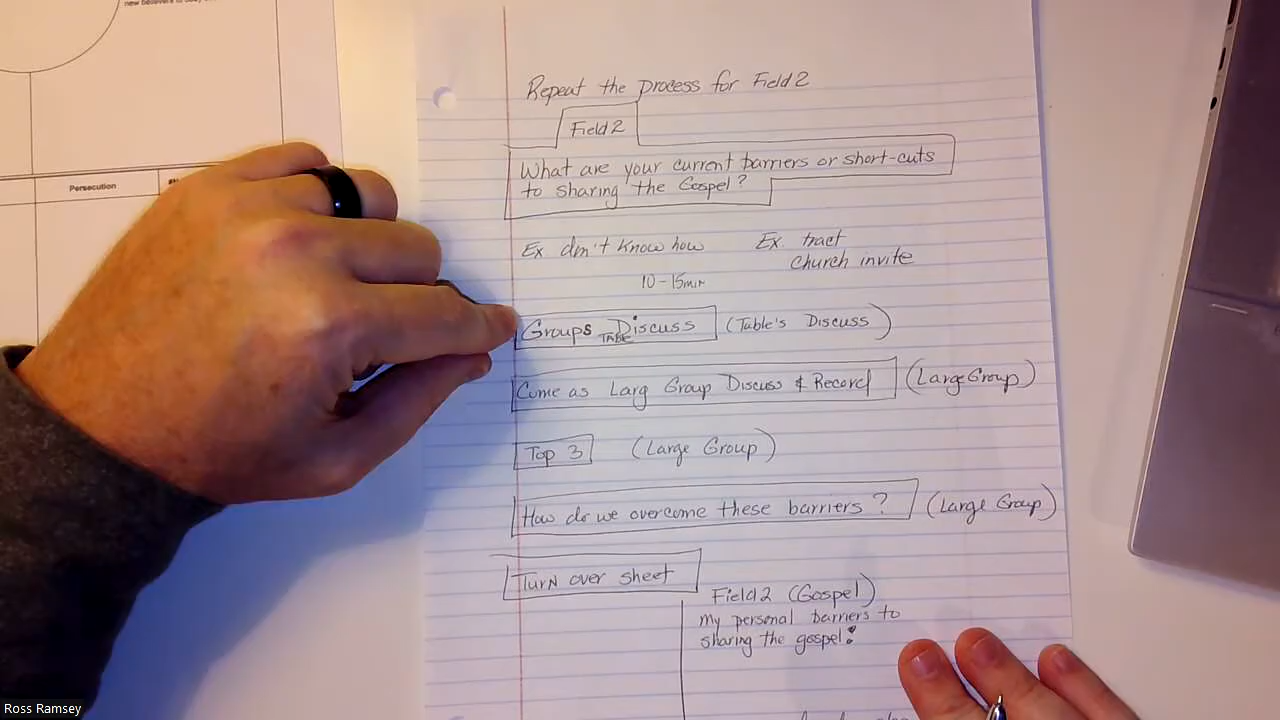 Persecution
Repeat the process for Field 2
Field 2
What are your current barriers or short-cuts
to sharing the Gospel?
Ex don't know how
Ex. tract
church invite
10-15min
Groups Discuss (Table's Discuss)
TABLE
Come as Larg Group Discuss & Record (Large Group)
Top 3 (Large Group)
How do we overcome these barriers? (Large Group)
Turn over sheet
Field 2 (Gospel)
my personal barriers to
sharing the gospel:
Ross Ramsey